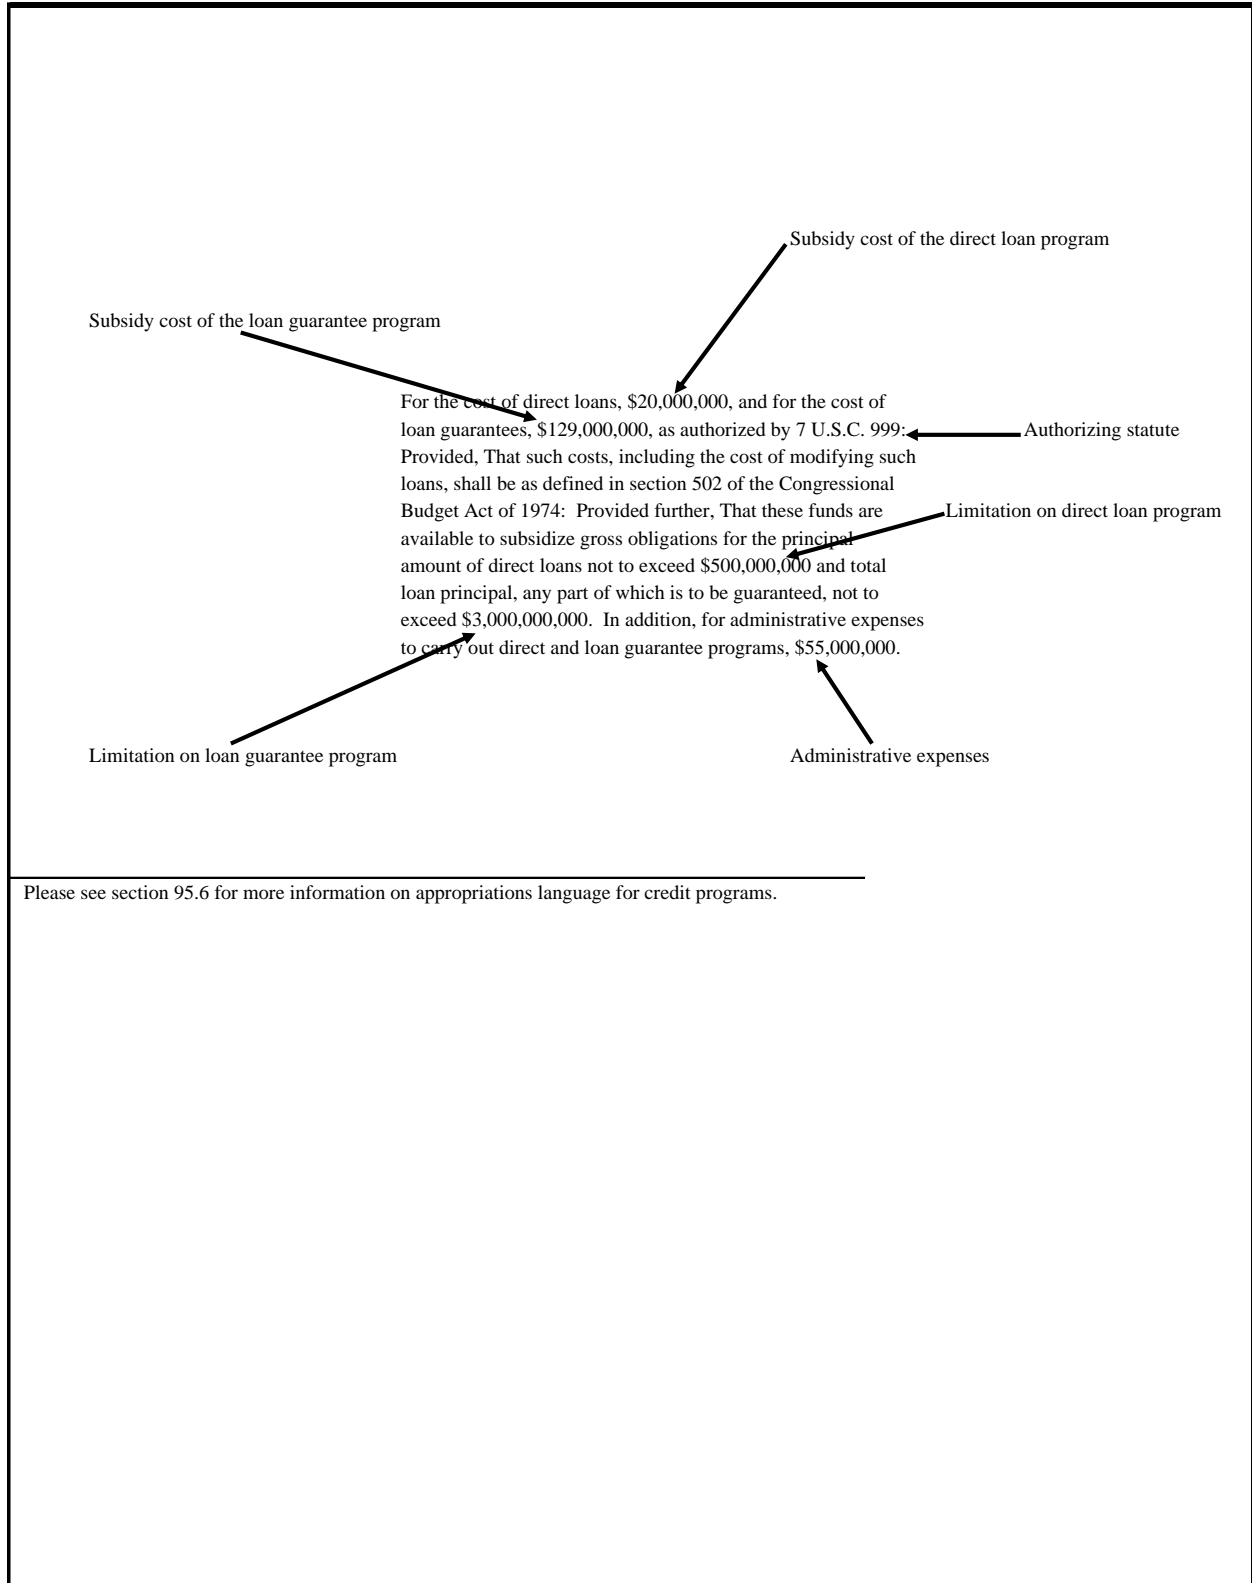 Subsidy cost of the direct loan program
Subsidy cost of the loan guarantee program
For the cost of direct loans, $20,000,000, and for the cost of
loan guarantees, $129,000,000, as authorized by 7 U.S.C. 999:
Authorizing statute
Provided, That such costs, including the cost of modifying such
loans, shall be as defined in section 502 of the Congressional
Budget Act of 1974:  Provided further, That these funds are
Limitation on direct loan program
available to subsidize gross obligations for the principal
amount of direct loans not to exceed $500,000,000 and total
loan principal, any part of which is to be guaranteed, not to
exceed $3,000,000,000.  In addition, for administrative expenses
to carry out direct and loan guarantee programs, $55,000,000.
Limitation on loan guarantee program
Administrative expenses
Please see section 95.6 for more information on appropriations language for credit programs.